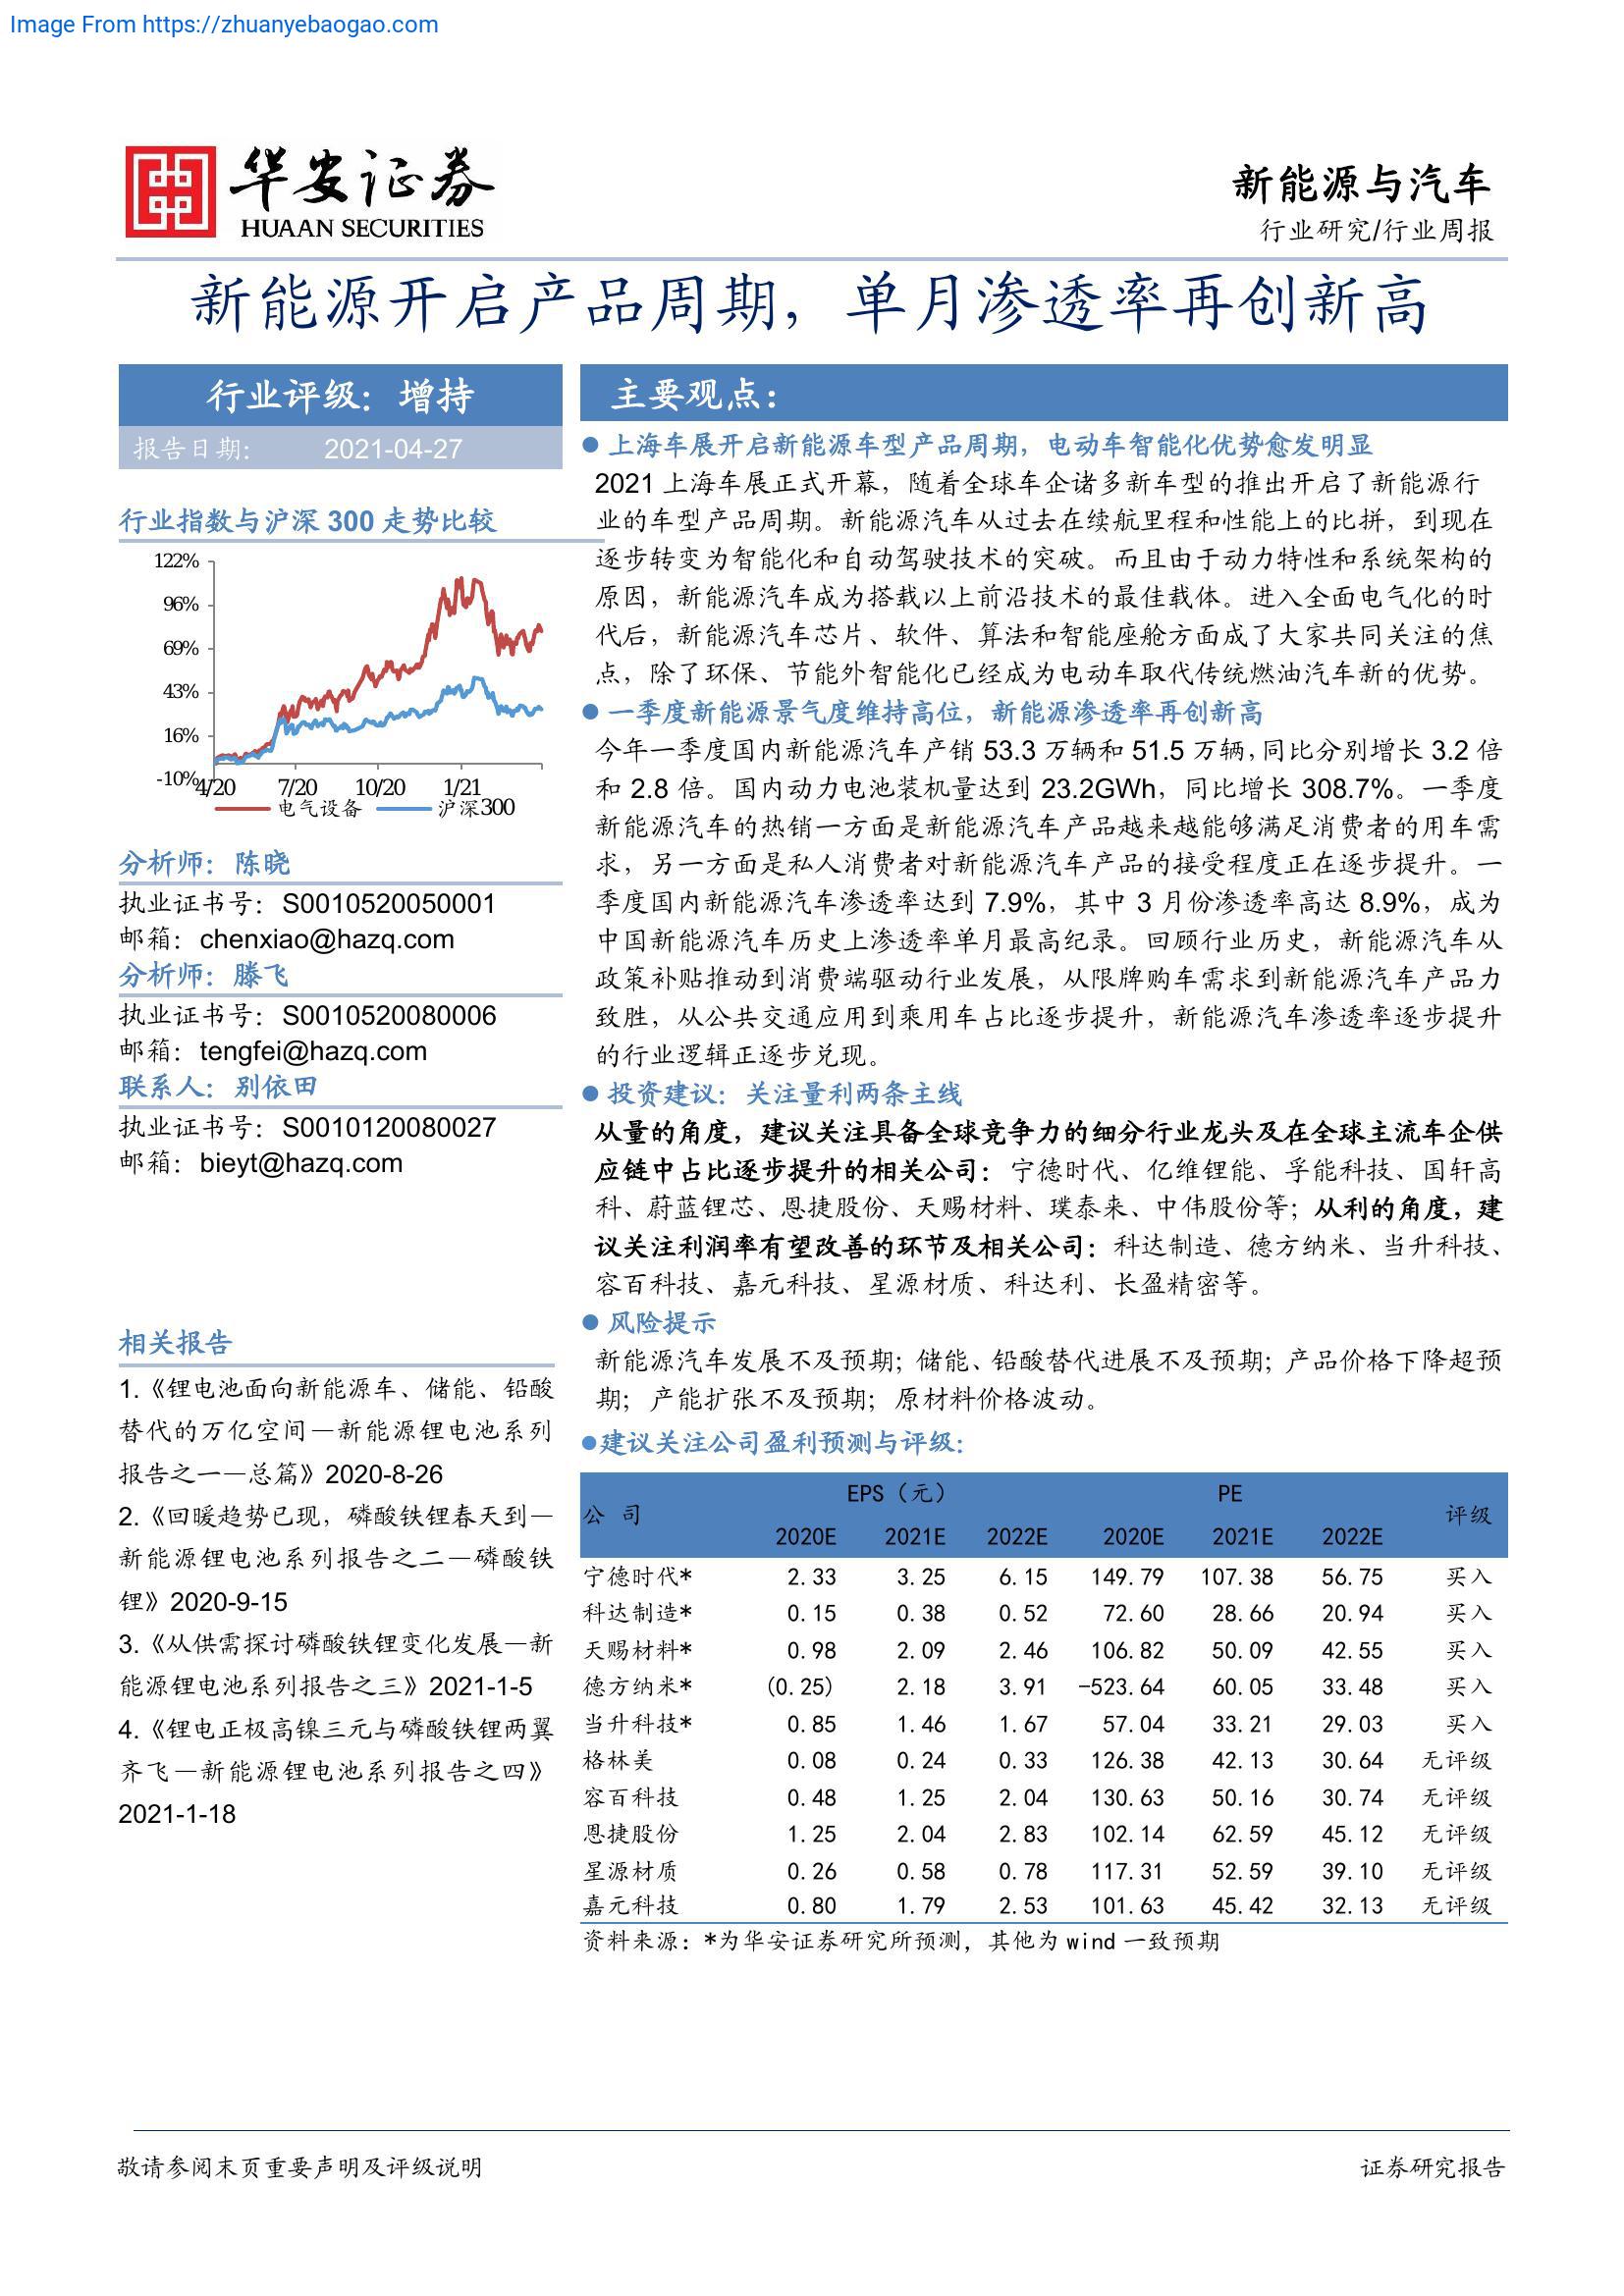 Image From https://zhuanyebaogao.com
华安证券
HUAAN SECURITIES
新能源与汽车
行业研究/行业周报
新能源开启产品周期，单月渗透率再创新高
行业评级：增持
报告日期： 2021-04-27
行业指数与沪深 300 走势比较
122%
96%
69%
43%
16%
-10%
4/20 7/20 10/20 1/21
电气设备 沪深300
分析师：陈晓
执业证书号：S0010520050001
邮箱：chenxiao@hazq.com
分析师：滕飞
执业证书号：S0010520080006
邮箱：tengfei@hazq.com
联系人：别依田
执业证书号：S0010120080027
邮箱：bieyt@hazq.com
相关报告
1.《锂电池面向新能源车、储能、铅酸
替代的万亿空间—新能源锂电池系列
报告之一—总篇》2020-8-26
2.《回暖趋势已现，磷酸铁锂春天到—
新能源锂电池系列报告之二—磷酸铁
锂》2020-9-15
3.《从供需探讨磷酸铁锂变化发展—新
能源锂电池系列报告之三》2021-1-5
4.《锂电正极高镍三元与磷酸铁锂两翼
齐飞—新能源锂电池系列报告之四》
2021-1-18
主要观点：
● 上海车展开启新能源车型产品周期，电动车智能化优势愈发明显
2021 上海车展正式开幕，随着全球车企诸多新车型的推出开启了新能源行
业的车型产品周期。新能源汽车从过去在续航里程和性能上的比拼，到现在
逐步转变为智能化和自动驾驶技术的突破。而且由于动力特性和系统架构的
原因，新能源汽车成为搭载以上前沿技术的最佳载体。进入全面电气化的时
代后，新能源汽车芯片、软件、算法和智能座舱方面成了大家共同关注的焦
点，除了环保、节能外智能化已经成为电动车取代传统燃油汽车新的优势。
● 一季度新能源景气度维持高位，新能源渗透率再创新高
今年一季度国内新能源汽车产销 53.3 万辆和 51.5 万辆，同比分别增长 3.2 倍
和 2.8 倍。国内动力电池装机量达到 23.2GWh，同比增长 308.7%。一季度
新能源汽车的热销一方面是新能源汽车产品越来越能够满足消费者的用车需
求，另一方面是私人消费者对新能源汽车产品的接受程度正在逐步提升。一
季度国内新能源汽车渗透率达到 7.9%，其中 3 月份渗透率高达 8.9%，成为
中国新能源汽车历史上渗透率单月最高纪录。回顾行业历史，新能源汽车从
政策补贴推动到消费端驱动行业发展，从限牌购车需求到新能源汽车产品力
致胜，从公共交通应用到乘用车占比逐步提升，新能源汽车渗透率逐步提升
的行业逻辑正逐步兑现。
● 投资建议：关注量利两条主线
从量的角度，建议关注具备全球竞争力的细分行业龙头及在全球主流车企供
应链中占比逐步提升的相关公司：宁德时代、亿维锂能、孚能科技、国轩高
科、蔚蓝锂芯、恩捷股份、天赐材料、璞泰来、中伟股份等；从利的角度，建
议关注利润率有望改善的环节及相关公司：科达制造、德方纳米、当升科技、
容百科技、嘉元科技、星源材质、科达利、长盈精密等。
● 风险提示
新能源汽车发展不及预期；储能、铅酸替代进展不及预期；产品价格下降超预
期；产能扩张不及预期；原材料价格波动。
●建议关注公司盈利预测与评级：
公 司 EPS（元） PE 评级
2020E 2021E 2022E 2020E 2021E 2022E
宁德时代* 2.33 3.25 6.15 149.79 107.38 56.75 买入
科达制造* 0.15 0.38 0.52 72.60 28.66 20.94 买入
天赐材料* 0.98 2.09 2.46 106.82 50.09 42.55 买入
德方纳米* (0.25) 2.18 3.91 -523.64 60.05 33.48 买入
当升科技* 0.85 1.46 1.67 57.04 33.21 29.03 买入
格林美 0.08 0.24 0.33 126.38 42.13 30.64 无评级
容百科技 0.48 1.25 2.04 130.63 50.16 30.74 无评级
恩捷股份 1.25 2.04 2.83 102.14 62.59 45.12 无评级
星源材质 0.26 0.58 0.78 117.31 52.59 39.10 无评级
嘉元科技 0.80 1.79 2.53 101.63 45.42 32.13 无评级
资料来源：*为华安证券研究所预测，其他为 wind 一致预期
敬请参阅末页重要声明及评级说明
证券研究报告